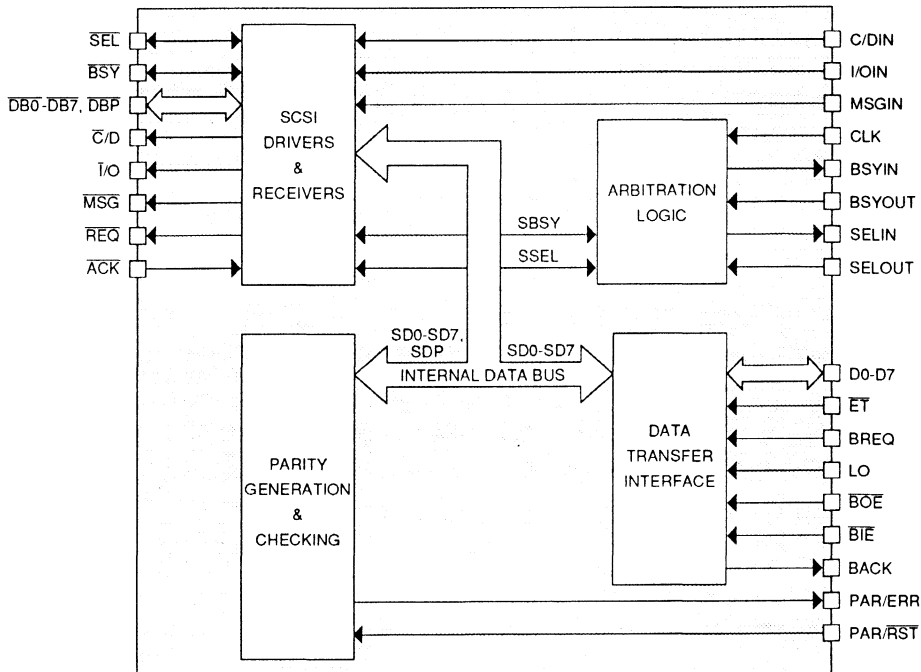 SEL
BSY
DB0-DB7, DBP
C/D
I/O
MSG
REQ
ACK
SCSI
DRIVERS
&
RECEIVERS
ARBITRATION
LOGIC
SBSY
SSEL
C/DIN
I/OIN
MSGIN
CLK
BSYIN
BSYOUT
SELIN
SELOUT
SD0-SD7,
SDP
SD0-SD7
INTERNAL DATA BUS
PARITY
GENERATION
&
CHECKING
DATA
TRANSFER
INTERFACE
D0-D7
ET
BREQ
LO
BOE
BIE
BACK
PAR/ERR
PAR/RST